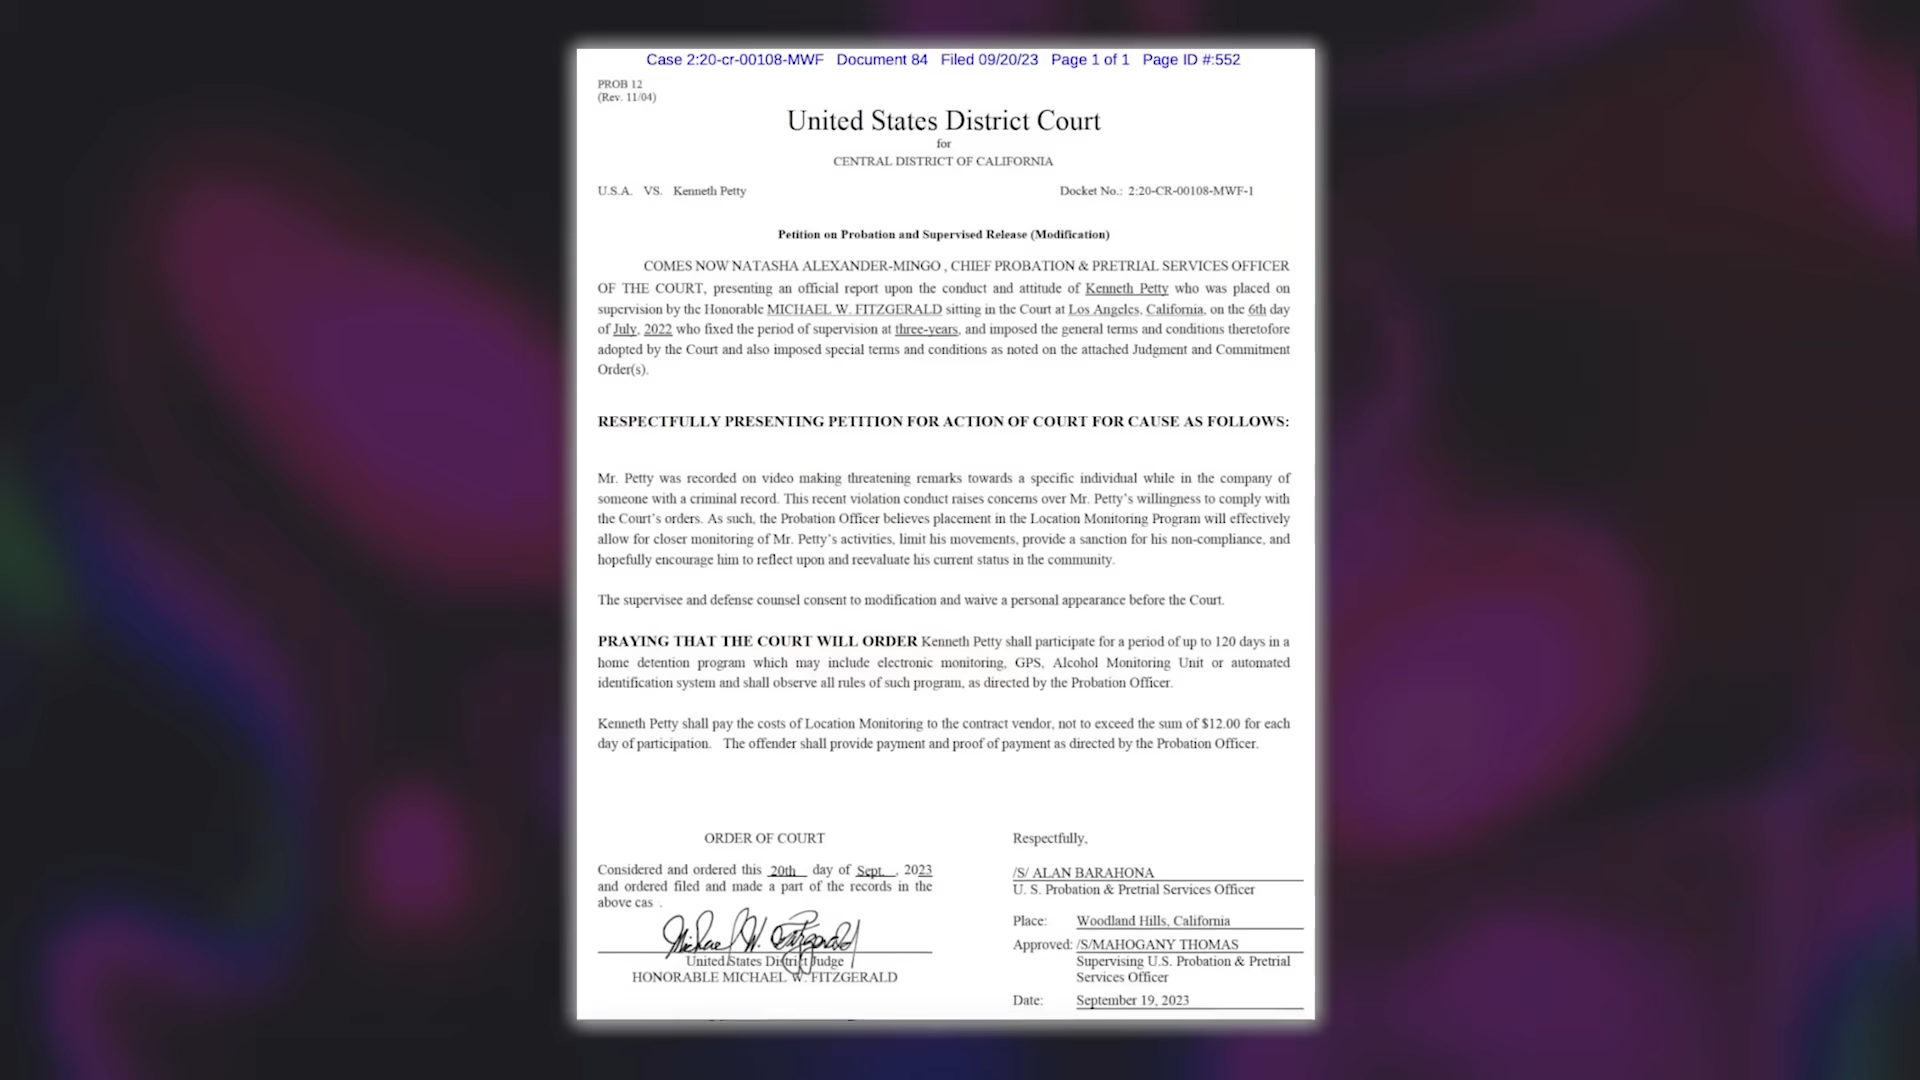 Case 2:20-cr-00108-MWF Document 84 Filed 09/20/23 Page 1 of 1 Page ID #:552
PROB 12
(Rev. 11/04)
United States District Court
for
CENTRAL DISTRICT OF CALIFORNIA
U.S.A. VS. Kenneth Petty Docket No.: 2:20-CR-00108-MWF-1
Petition on Probation and Supervised Release (Modification)
COMES NOW NATASHA ALEXANDER-MINGO , CHIEF PROBATION & PRETRIAL SERVICES OFFICER
OF THE COURT, presenting an official report upon the conduct and attitude of Kenneth Petty who was placed on
supervision by the Honorable MICHAEL W. FITZGERALD sitting in the Court at Los Angeles, California, on the 6th day
of July, 2022 who fixed the period of supervision at three-years, and imposed the general terms and conditions theretofore
adopted by the Court and also imposed special terms and conditions as noted on the attached Judgment and Commitment
Order(s).
RESPECTFULLY PRESENTING PETITION FOR ACTION OF COURT FOR CAUSE AS FOLLOWS:
Mr. Petty was recorded on video making threatening remarks towards a specific individual while in the company of
someone with a criminal record. This recent violation conduct raises concerns over Mr. Petty's willingness to comply with
the Court's orders. As such, the Probation Officer believes placement in the Location Monitoring Program will effectively
allow for closer monitoring of Mr. Petty's activities, limit his movements, provide a sanction for his non-compliance, and
hopefully encourage him to reflect upon and reevaluate his current status in the community.
The supervisee and defense counsel consent to modification and waive a personal appearance before the Court.
PRAYING THAT THE COURT WILL ORDER Kenneth Petty shall participate for a period of up to 120 days in a
home detention program which may include electronic monitoring, GPS, Alcohol Monitoring Unit or automated
identification system and shall observe all rules of such program, as directed by the Probation Officer.
Kenneth Petty shall pay the costs of Location Monitoring to the contract vendor, not to exceed the sum of $12.00 for each
day of participation. The offender shall provide payment and proof of payment as directed by the Probation Officer.
ORDER OF COURT
Considered and ordered this 20th day of Sept. , 2023
and ordered filed and made a part of the records in the
above cas .
Michael W. Fitzgerald
United States District Judge
HONORABLE MICHAEL W. FITZGERALD
Respectfully,
/S/ ALAN BARAHONA
U. S. Probation & Pretrial Services Officer
Place: Woodland Hills, California
Approved: /S/MAHOGANY THOMAS
Supervising U.S. Probation & Pretrial
Services Officer
Date: September 19, 2023